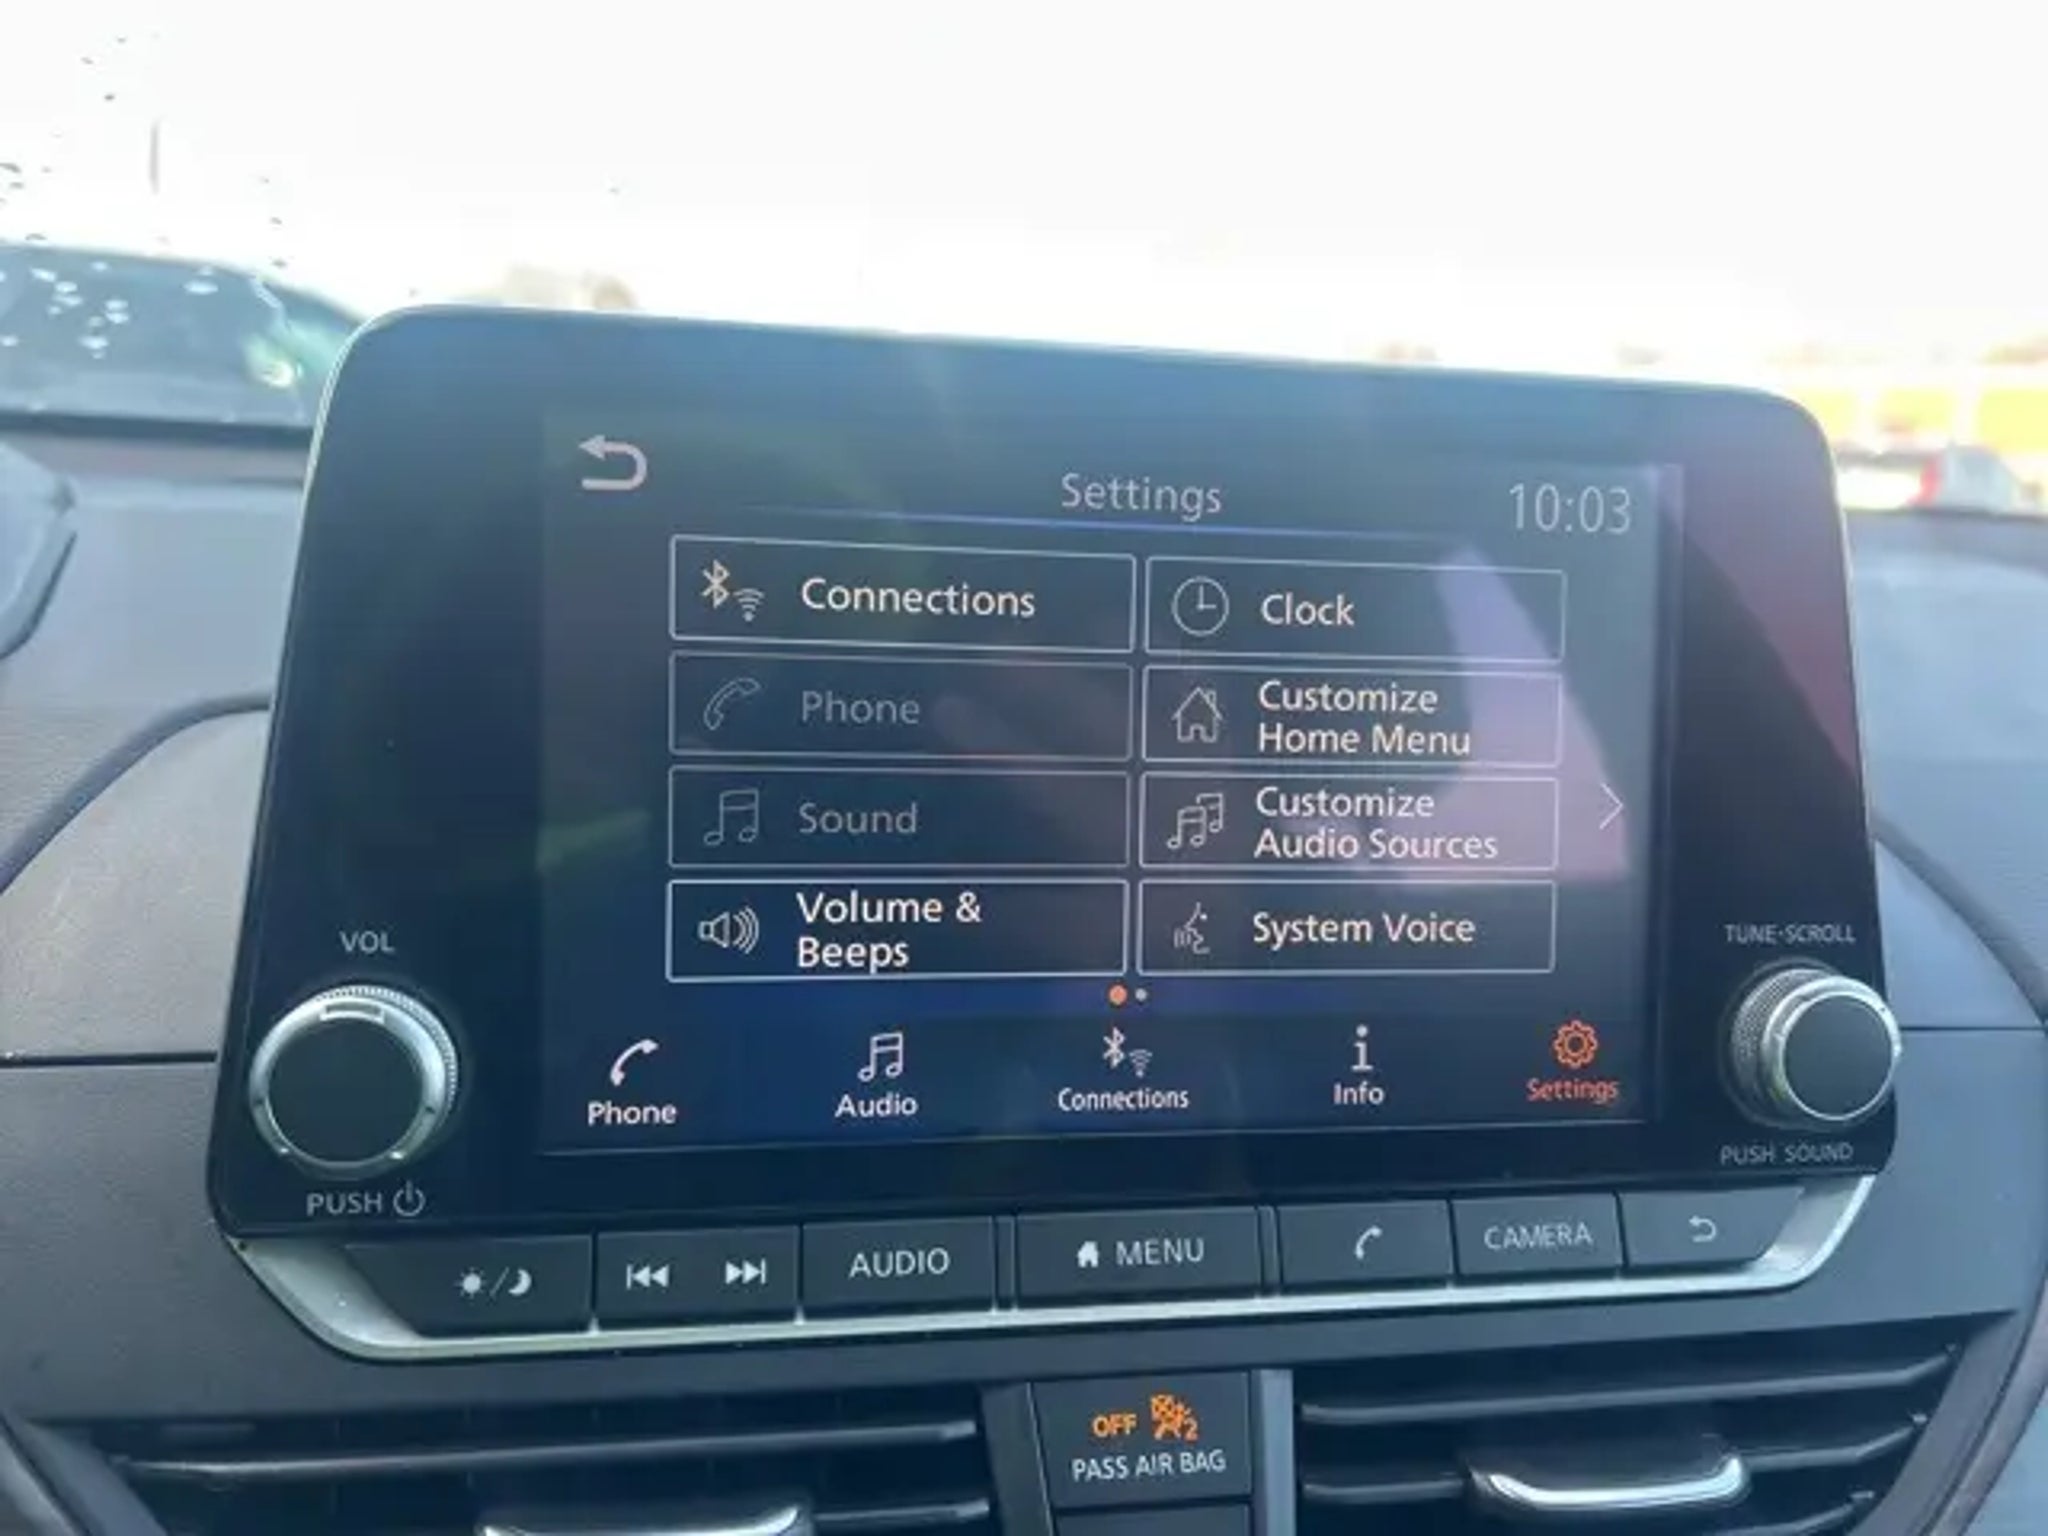 Settings
10:03
Connections
Clock
Phone
Customize
Home Menu
Sound
Customize
Audio Sources
Volume &
Beeps
System Voice
Phone
Audio
Connections
Info
Settings
VOL
PUSH
TUNE·SCROLL
PUSH SOUND
AUDIO
MENU
CAMERA
OFF 2
PASS AIR BAG